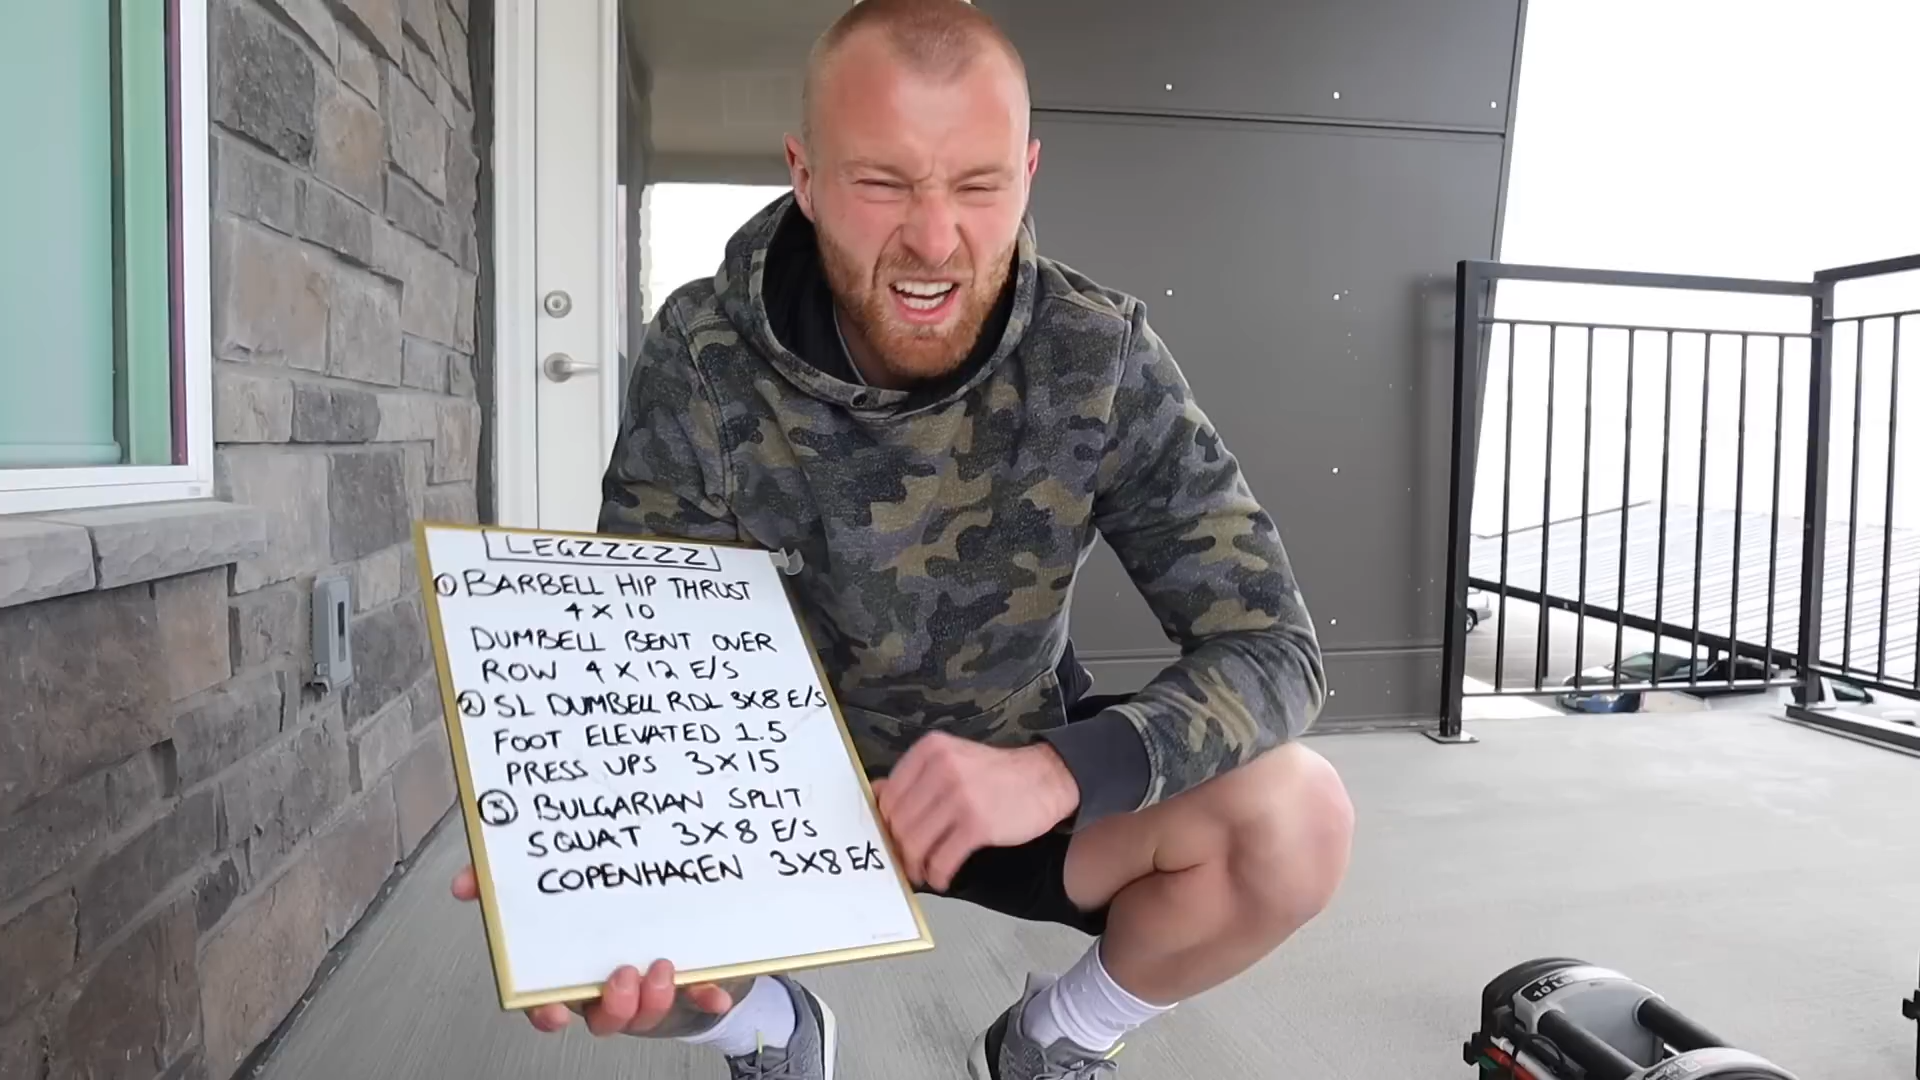 LEGZZZZZ
① BARBELL HIP THRUST
4 X 10
DUMBELL BENT OVER
ROW 4 X 12 E/S
② SL DUMBELL RDL 3X8 E/S
FOOT ELEVATED 1.5
PRESS UPS 3X15
③ BULGARIAN SPLIT
SQUAT 3X8 E/S
COPENHAGEN 3X8 E/S
10